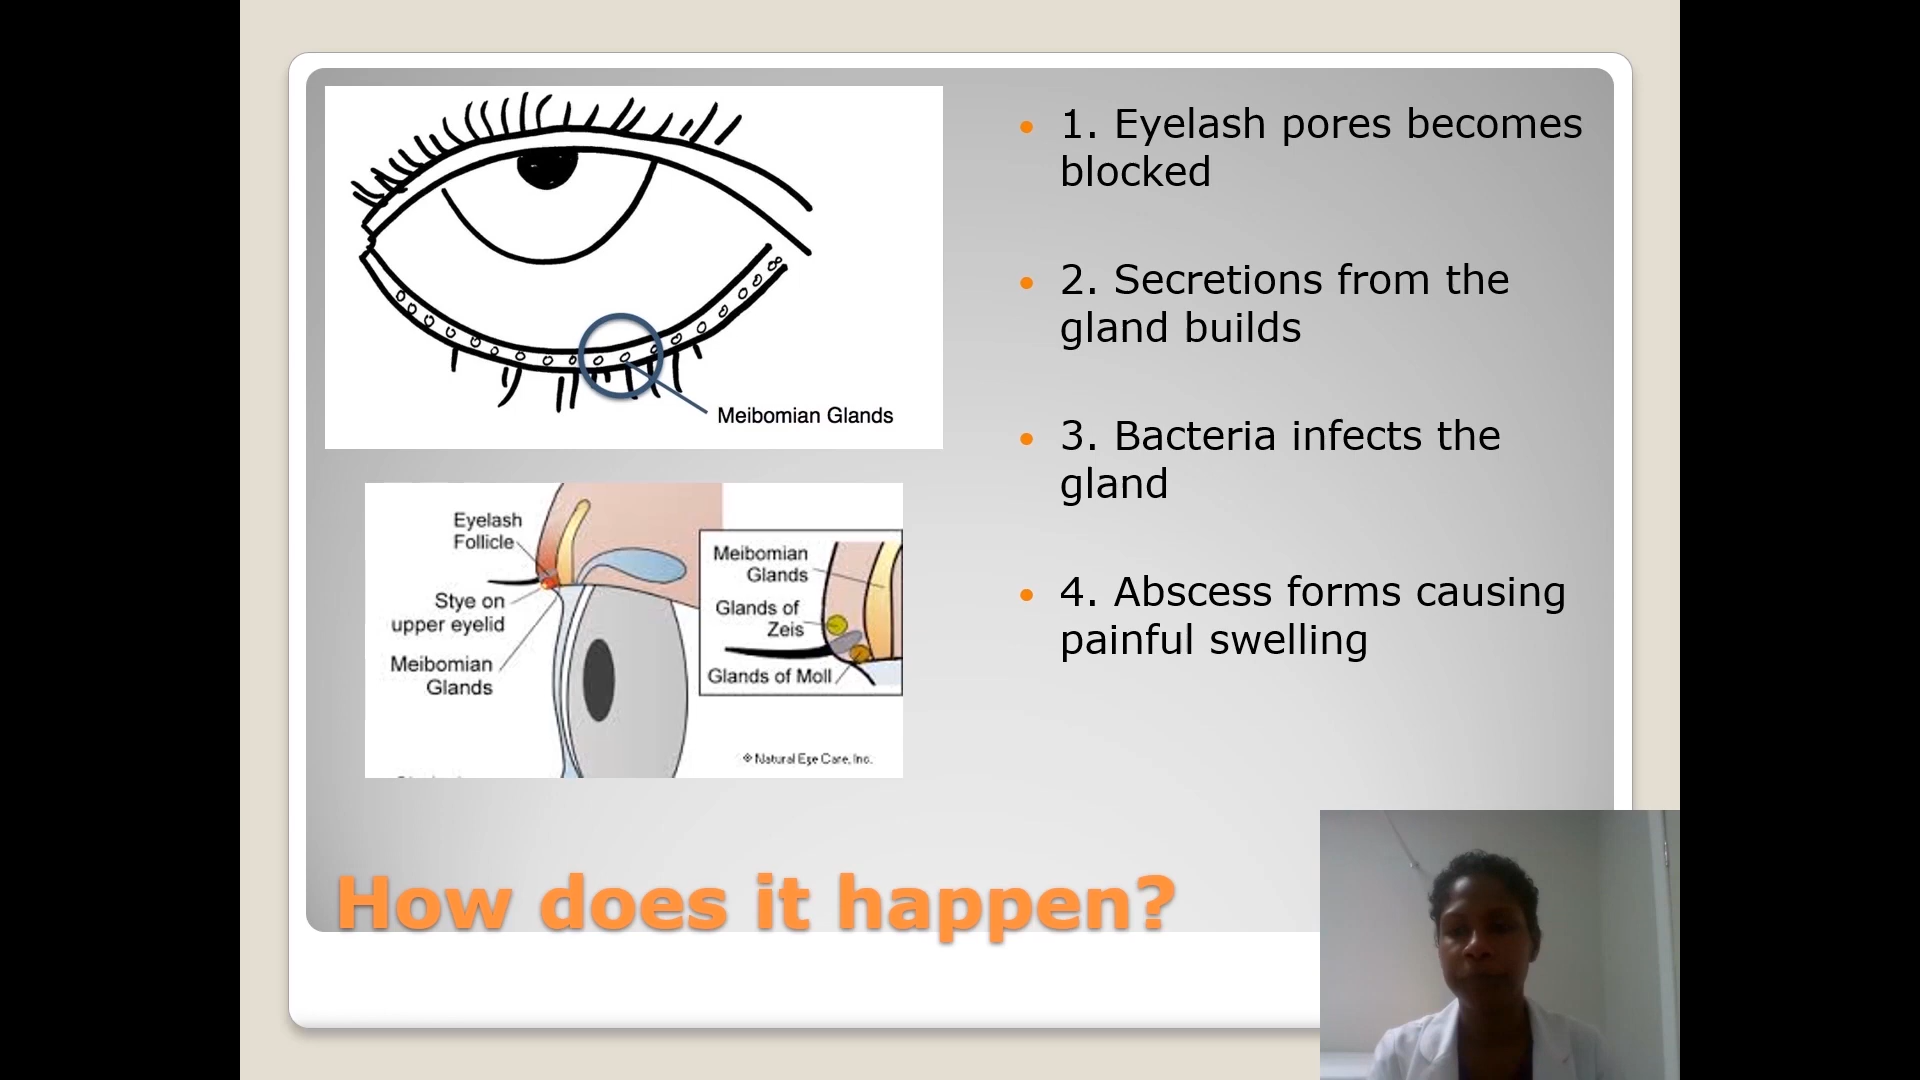 Meibomian Glands
Eyelash
Follicle
Stye on
upper eyelid
Meibomian
Glands
Meibomian
Glands
Glands of
Zeis
Glands of Moll
Natural Eye Care, Inc.
• 1. Eyelash pores becomes
blocked
• 2. Secretions from the
gland builds
• 3. Bacteria infects the
gland
• 4. Abscess forms causing
painful swelling
How does it happen?